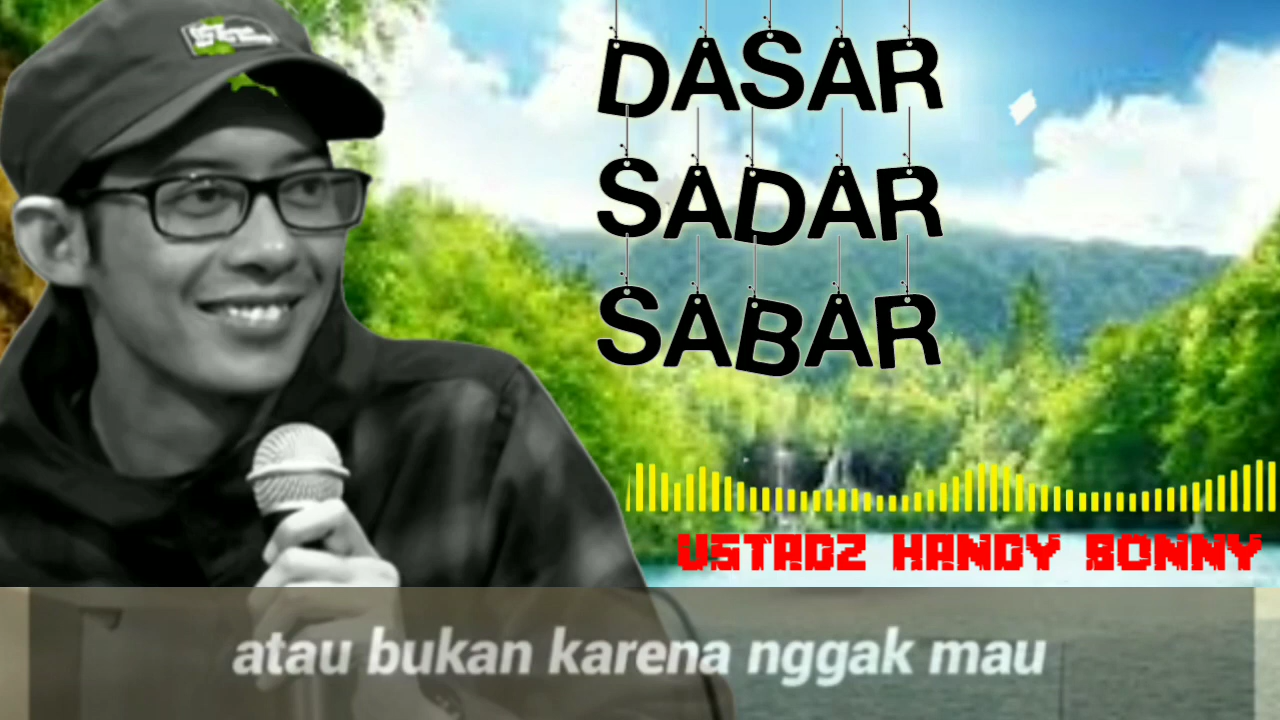 DASAR
SADAR
SABAR
USTADZ HANDY BONNY
atau bukan karena nggak mau